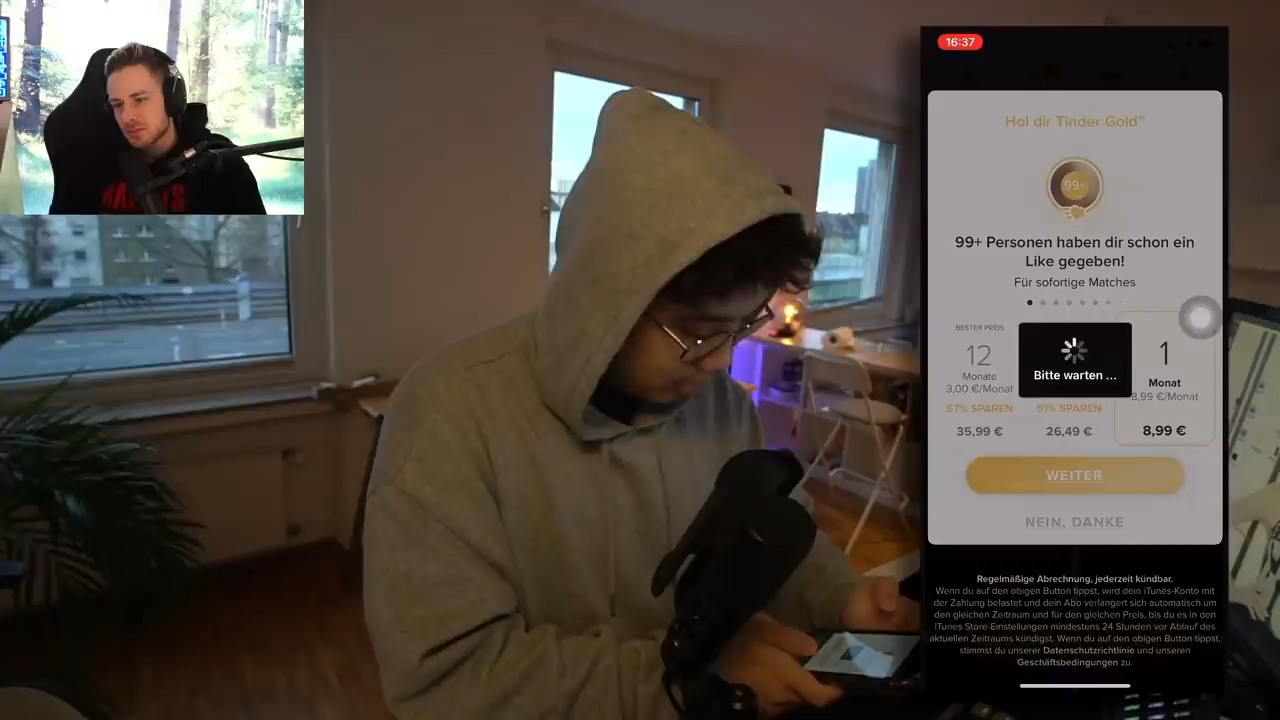 16:37
Hol dir Tinder Gold™
99+
99+ Personen haben dir schon ein
Like gegeben!
Für sofortige Matches
BESTER PREIS
12
Monate
3,00 €/Monat
67% SPAREN
35,99 €
51% SPAREN
26,49 €
1
Monat
8,99 €/Monat
8,99 €
Bitte warten ...
WEITER
NEIN, DANKE
Regelmäßige Abrechnung, jederzeit kündbar.
Wenn du auf den obigen Button tippst, wird dein iTunes-Konto mit
der Zahlung belastet und dein Abo verlängert sich automatisch um
den gleichen Zeitraum und für den gleichen Preis, bis du es in den
iTunes Store-Einstellungen mindestens 24 Stunden vor Ablauf des
aktuellen Zeitraums kündigst. Wenn du auf den obigen Button tippst,
stimmst du unserer Datenschutzrichtlinie und unseren
Geschäftsbedingungen zu.